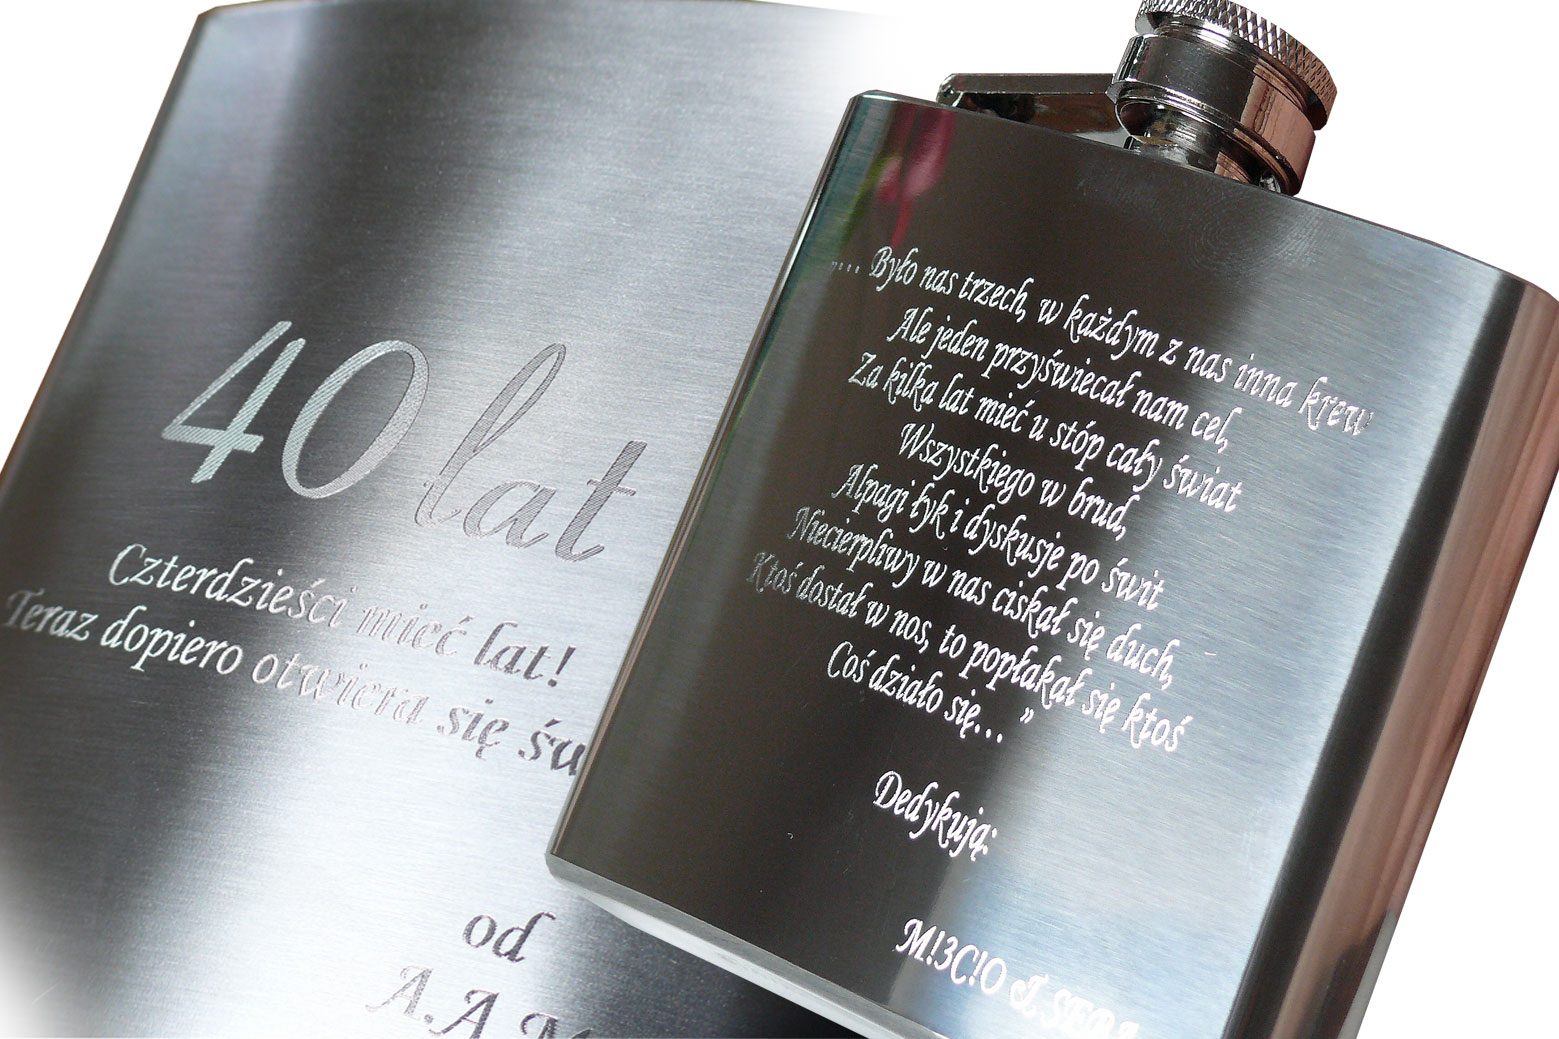 40 lat
Czterdzieści mieć lat!
Teraz dopiero otwiera się
od
A.A
„... Było nas trzech, w każdym z nas inna krew
Ale jeden przyświecał nam cel,
Za kilka lat mieć u stóp cały świat
Wszystkiego w brud,
Alpagi łyk i dyskusje po świt
Niecierpliwy w nas ciskał się duch,
Ktoś dostał w nos, to popłakał się ktoś
Coś działo się... ”
Dedykują:
M!3C!O &